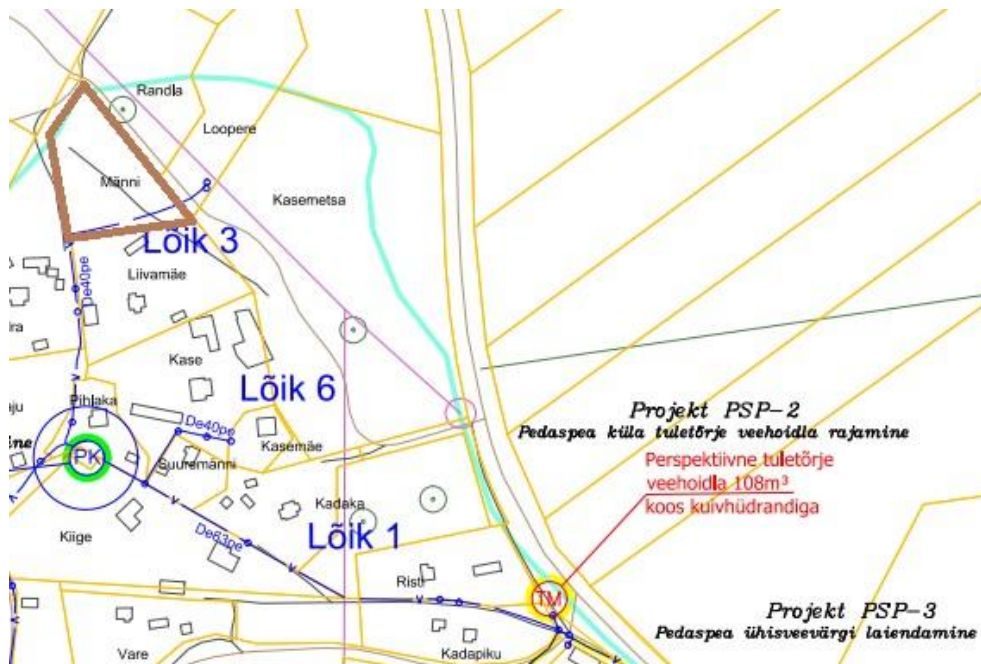 Randla
Loopere
Männi
Kasemetsa
Lõik 3
Liivamäe
De40pe
Kase
Lõik 6
Pihlaka
De40pe
Projekt PSP-2
Pedaspea küla tuletõrje veehoidla rajamine
Kasemäe
PK
Suuremänni
Perspektiivne tuletõrje
veehoidla 108m³
koos kuivhüdrandiga
Kadaka
Kiige
De63pe
Lõik 1
Risti
TM
Projekt PSP-3
Pedaspea ühisveevärgi laiendamine
Vare
Kadapiku